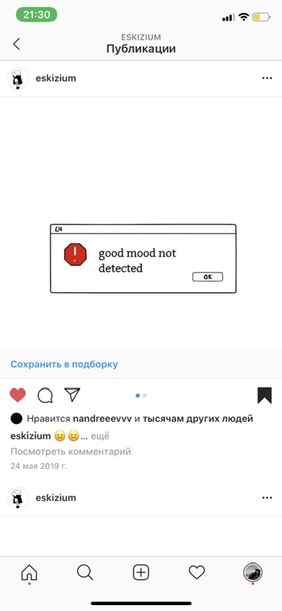 21:30
ESKIZIUM
Публикации
eskizium
good mood not
detected
OK
Сохранить в подборку
Нравится nandreeevvv и тысячам других людей
eskizium 😐😐... ещё
Посмотреть комментарий
24 мая 2019 г.
eskizium